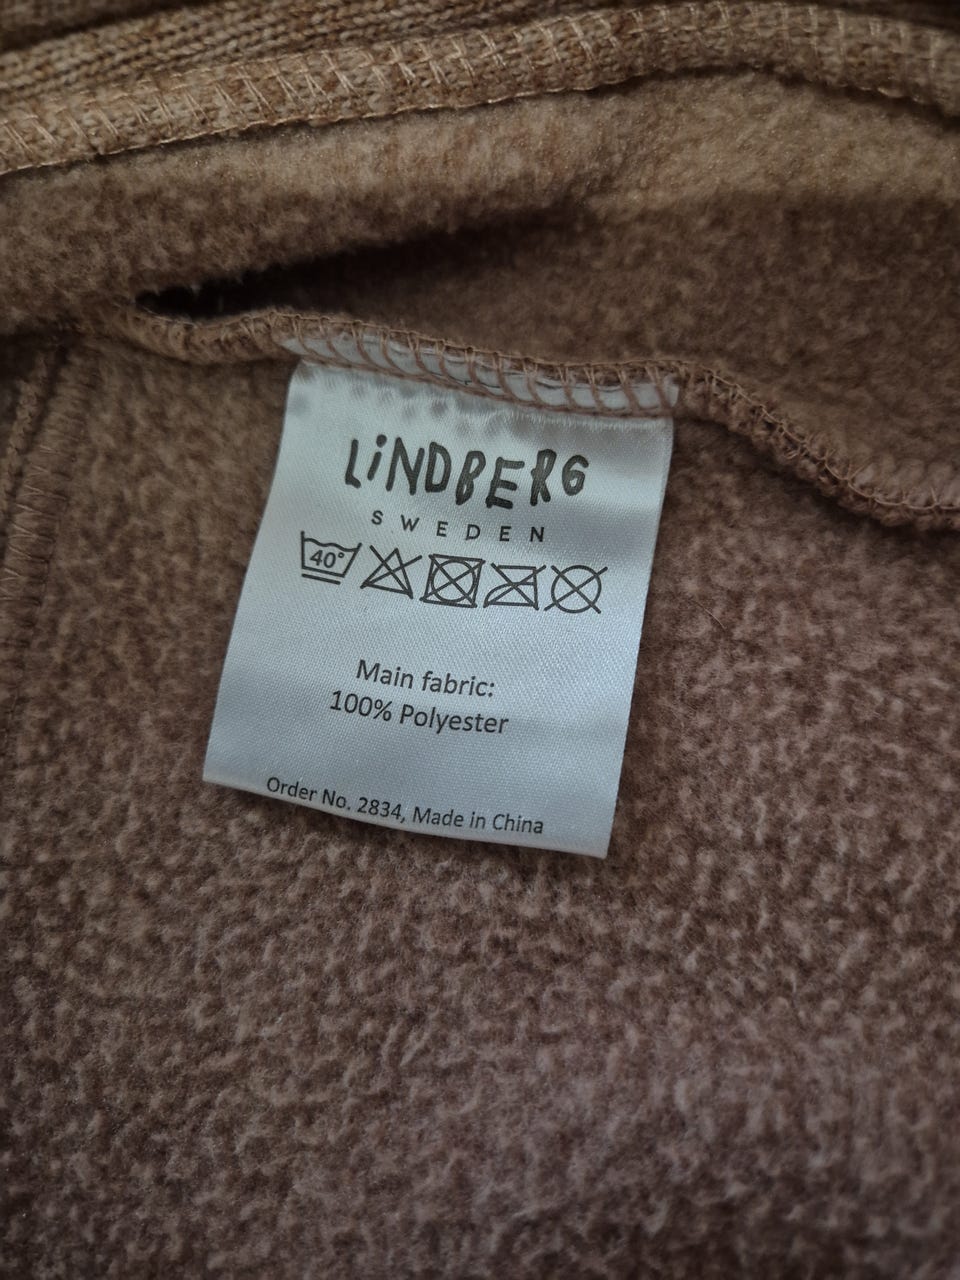 LiNDBERG
SWEDEN
40°
Main fabric:
100% Polyester
Order No. 2834, Made in China